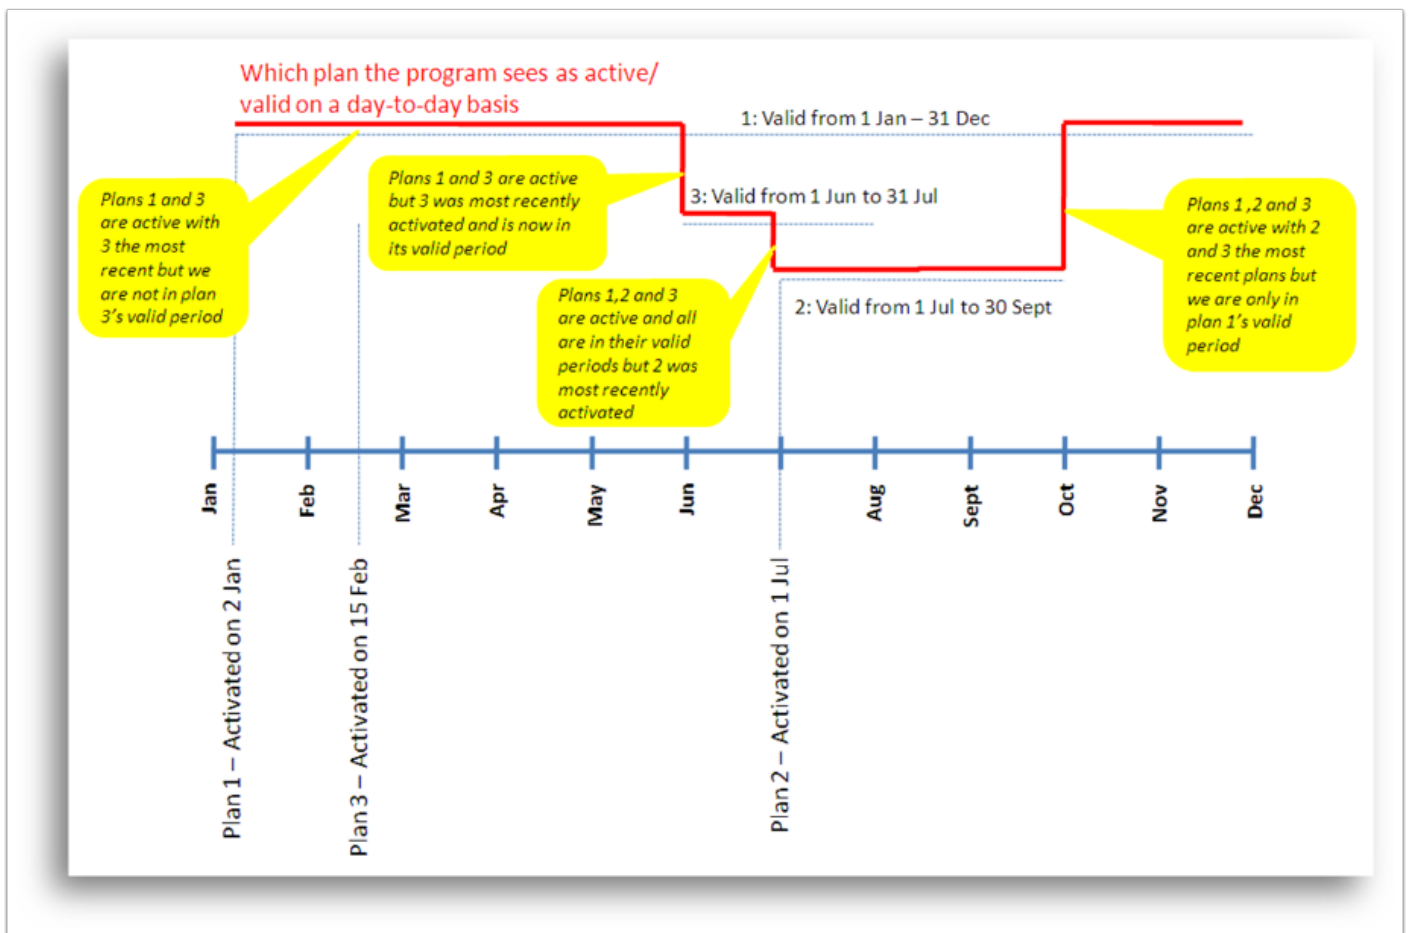 Which plan the program sees as active/
valid on a day-to-day basis
1: Valid from 1 Jan – 31 Dec
Plans 1 and 3
are active with
3 the most
recent but we
are not in plan
3's valid period
Plans 1 and 3 are active
but 3 was most recently
activated and is now in
its valid period
3: Valid from 1 Jun to 31 Jul
Plans 1,2 and 3
are active and all
are in their valid
periods but 2 was
most recently
activated
2: Valid from 1 Jul to 30 Sept
Plans 1 ,2 and 3
are active with 2
and 3 the most
recent plans but
we are only in
plan 1's valid
period
Jan
Feb
Mar
Apr
May
Jun
Aug
Sept
Oct
Nov
Dec
Plan 1 – Activated on 2 Jan
Plan 3 – Activated on 15 Feb
Plan 2 – Activated on 1 Jul